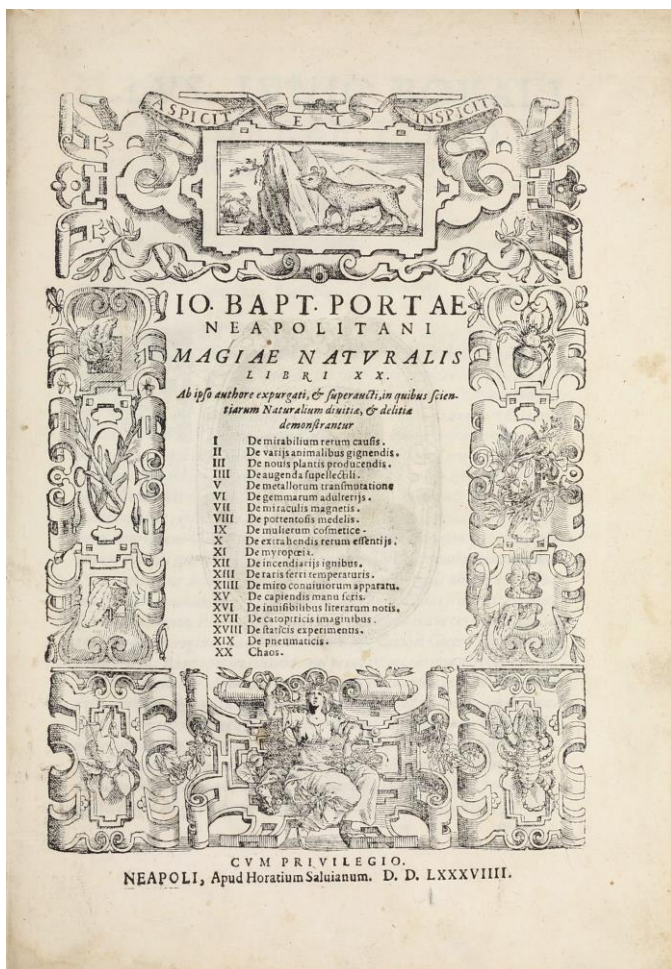 ASPICIT ET INSPICIT
IO. BAPT. PORTAE
NEAPOLITANI
MAGIAE NATVRALIS
LIBRI XX.
Ab ipso authore expurgati, & superaucti, in quibus scien-
tiarum Naturalium diuitiæ, & delitiæ
demonstrantur
I De mirabilium rerum causis.
II De varijs animalibus gignendis.
III De nouis plantis producendis.
IIII De augenda supellectili.
V De metallorum transmutatione
VI De gemmarum adulterijs.
VII De miraculis magnetis.
VIII De portentosis medelis.
IX De mulierum cosmetice.
X De extrahendis rerum essentijs.
XI De myropœia.
XII De incendiarijs ignibus.
XIII De raris ferri temperaturis.
XIIII De miro conuiuiorum apparatu.
XV De capiendis manu feris.
XVI De inuisibilibus literarum notis.
XVII De catoptricis imaginibus.
XVIII De staticis experimentis.
XIX De pneumaticis.
XX Chaos.
CVM PRIVILEGIO.
NEAPOLI, Apud Horatium Saluianum. D. D. LXXXVIIII.